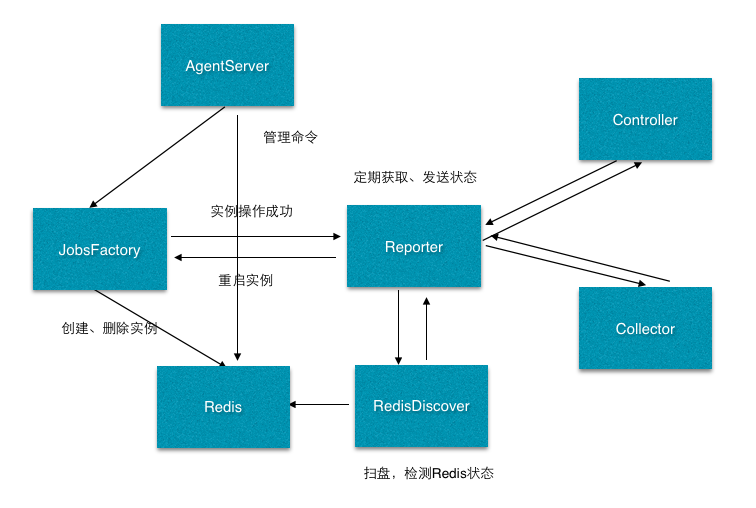 AgentServer
管理命令
Controller
定期获取、发送状态
实例操作成功
JobsFactory
Reporter
重启实例
创建、删除实例
Collector
Redis
RedisDiscover
扫盘，检测Redis状态